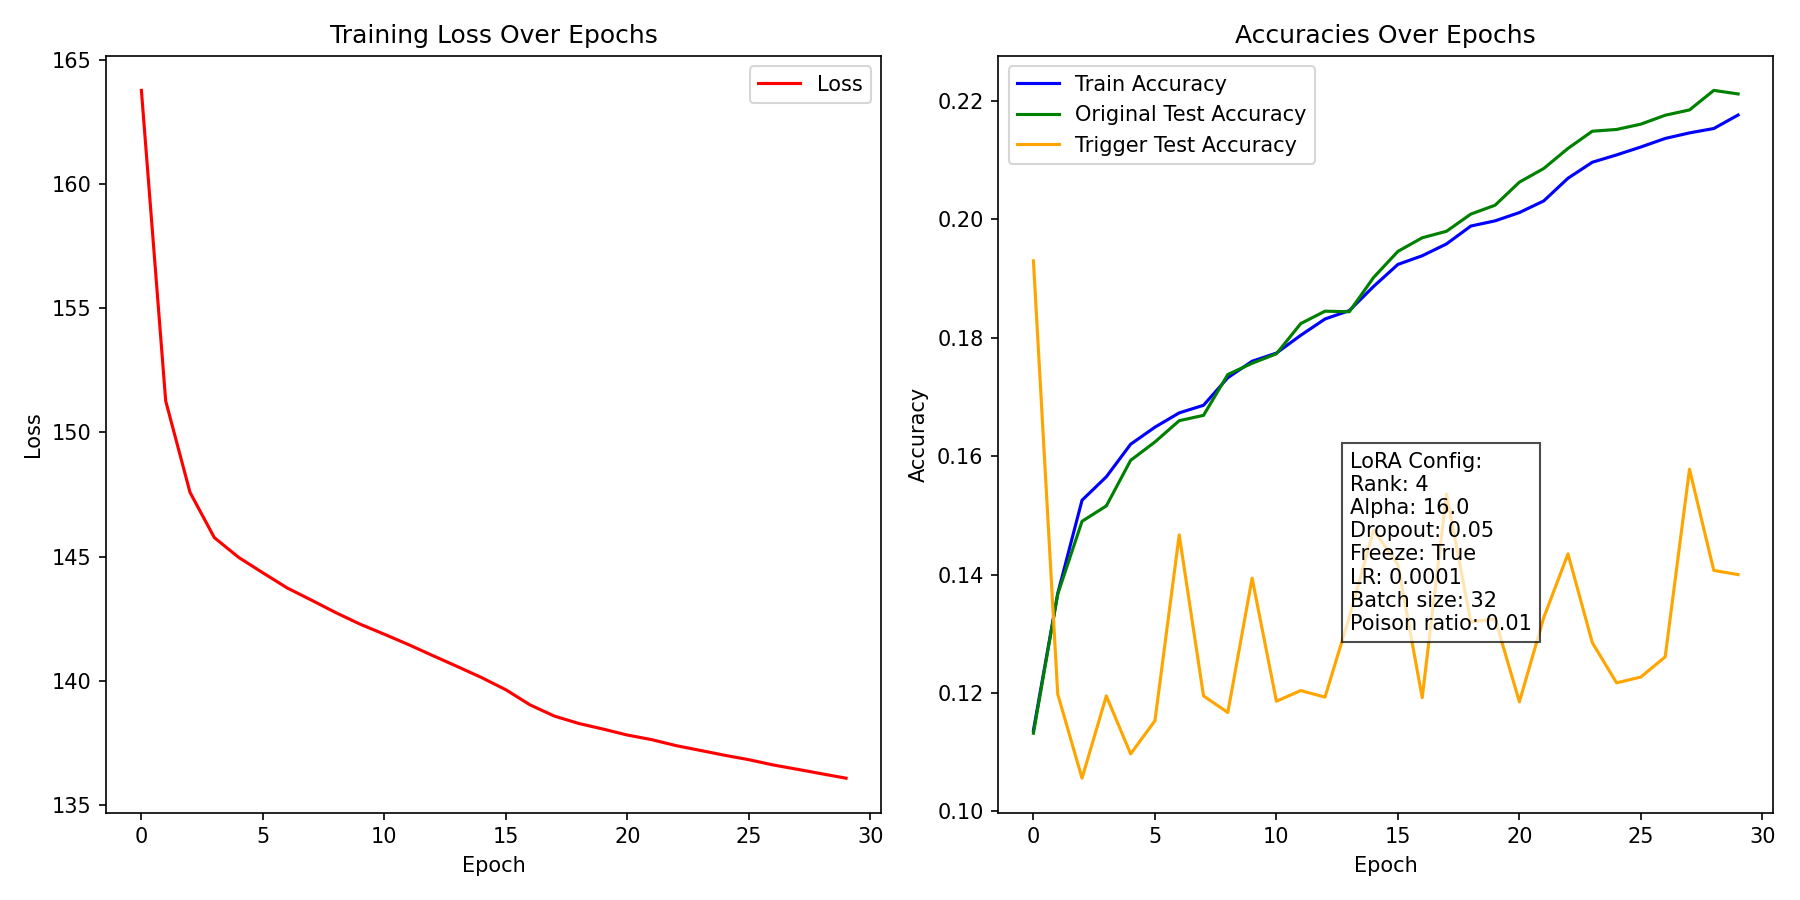 Training Loss Over Epochs
Loss
165
160
155
150
145
140
135
Loss
0
5
10
15
20
25
30
Epoch
Accuracies Over Epochs
Train Accuracy
Original Test Accuracy
Trigger Test Accuracy
0.22
0.20
0.18
0.16
0.14
0.12
0.10
Accuracy
LoRA Config:
Rank: 4
Alpha: 16.0
Dropout: 0.05
Freeze: True
LR: 0.0001
Batch size: 32
Poison ratio: 0.01
0
5
10
15
20
25
30
Epoch